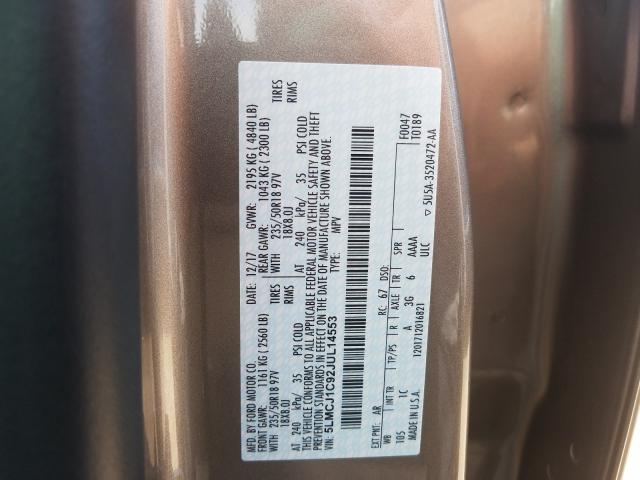 MFD. BY FORD MOTOR CO.
DATE: 12/17 GVWR: 2195 KG ( 4840 LB)
FRONT GAWR: 1161 KG ( 2560 LB) REAR GAWR: 1043 KG ( 2300 LB)
WITH 235/50R18 97V TIRES WITH 235/50R18 97V TIRES
18X8.0J RIMS 18X8.0J RIMS
AT 240 kPa/ 35 PSI COLD AT 240 kPa/ 35 PSI COLD
THIS VEHICLE CONFORMS TO ALL APPLICABLE FEDERAL MOTOR VEHICLE SAFETY AND THEFT
PREVENTION STANDARDS IN EFFECT ON THE DATE OF MANUFACTURE SHOWN ABOVE.
VIN: 5LMCJ1C92JUL14553 TYPE: MPV
F0047
T0189
EXT PNT: AR RC: 67 DSO:
WB INT TR TP/PS R AXLE TR SPR
105 1C A 3G 6 AAAA
ULC
MADE IN U.S.A. 1201712016821
▽ 5U5A-3520472-AA